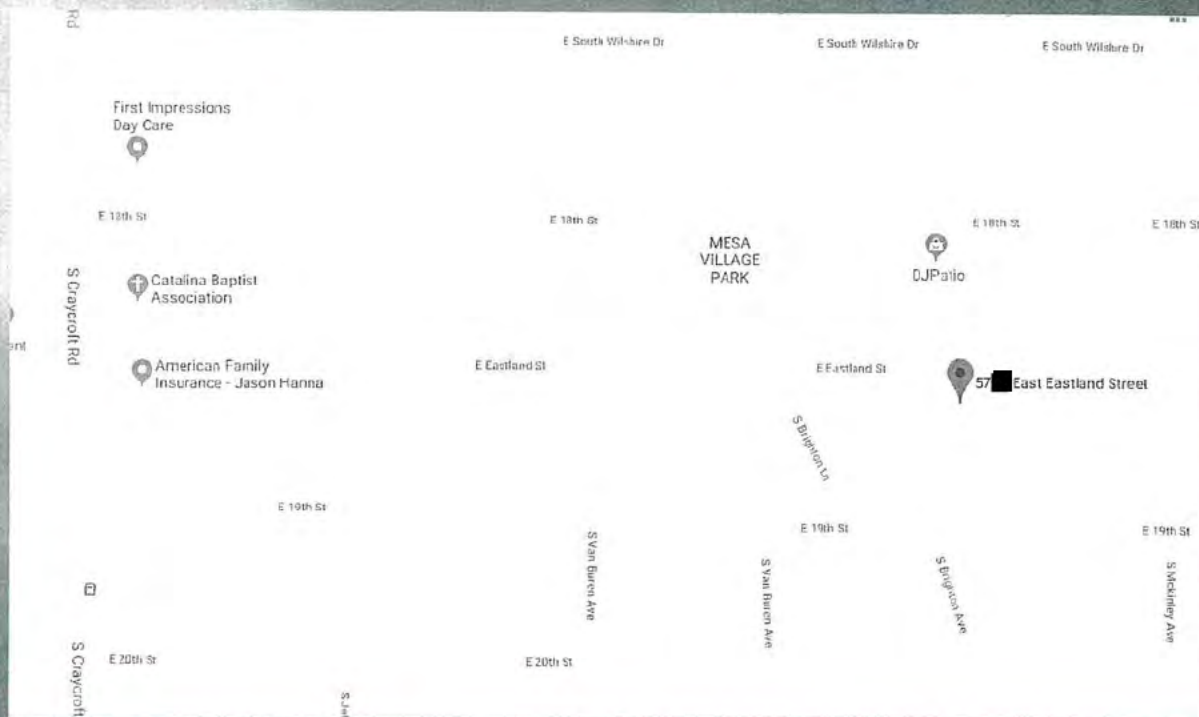 Rd
E South Wilshire Dr
E South Wilshire Dr
E South Wilshire Dr
First Impressions
Day Care
E 18th St
E 18th St
E 18th St
E 18th St
MESA
VILLAGE
PARK
DJPatio
S Craycroft Rd
Catalina Baptist
Association
American Family
Insurance - Jason Hanna
E Eastland St
E Eastland St
57
East Eastland Street
S Brighton Ln
E 19th St
E 19th St
E 19th St
S Van Buren Ave
S Van Buren Ave
S Brighton Ave
S Mckinley Ave
S Craycroft
E 20th St
E 20th St